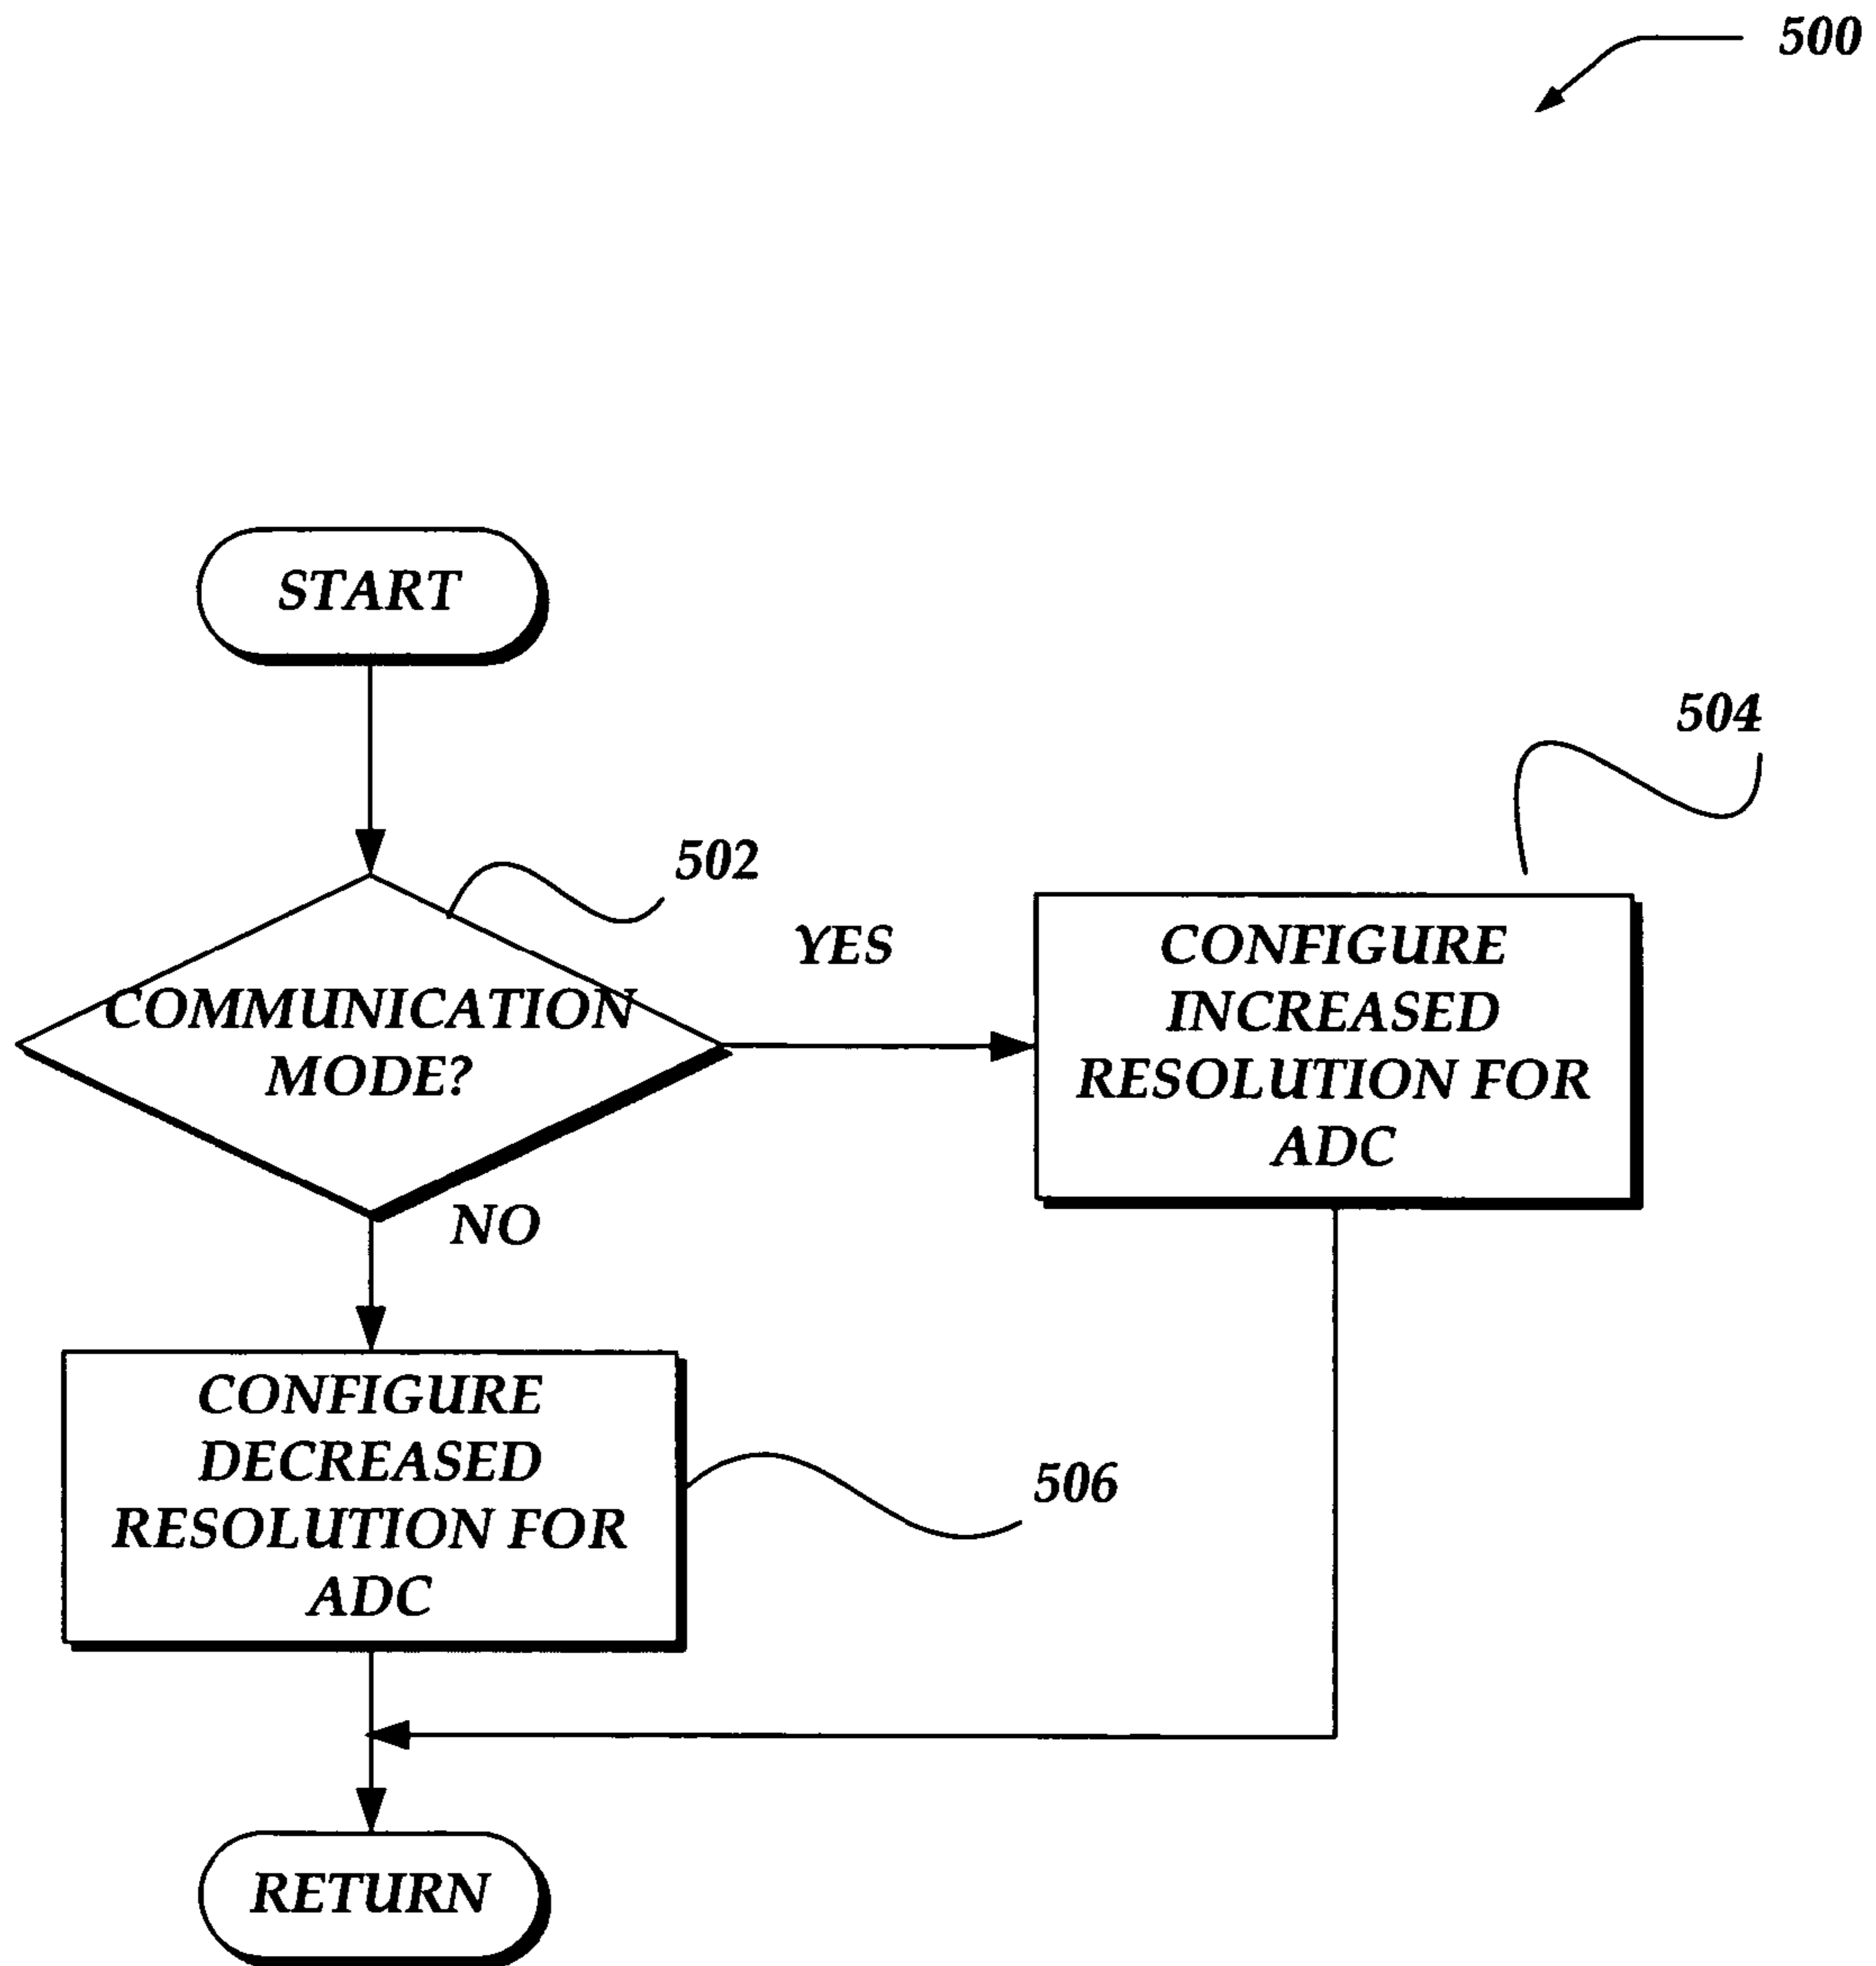 500
START
504
502
YES
COMMUNICATION
MODE?
CONFIGURE
INCREASED
RESOLUTION FOR
ADC
NO
CONFIGURE
DECREASED
RESOLUTION FOR
ADC
506
RETURN